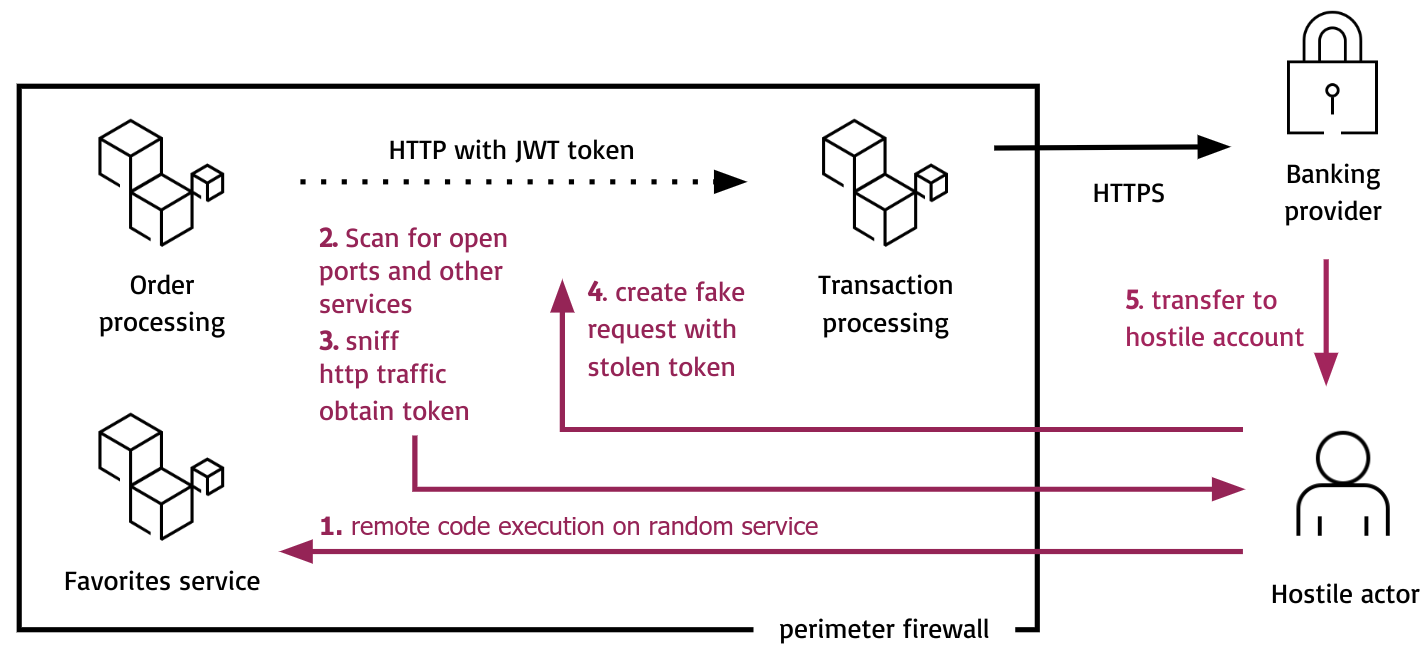 HTTP with JWT token
HTTPS
Banking
provider
2. Scan for open
ports and other
services
3. sniff
http traffic
obtain token
4. create fake
request with
stolen token
Order
processing
Transaction
processing
5. transfer to
hostile account
1. remote code execution on random service
Favorites service
Hostile actor
perimeter firewall